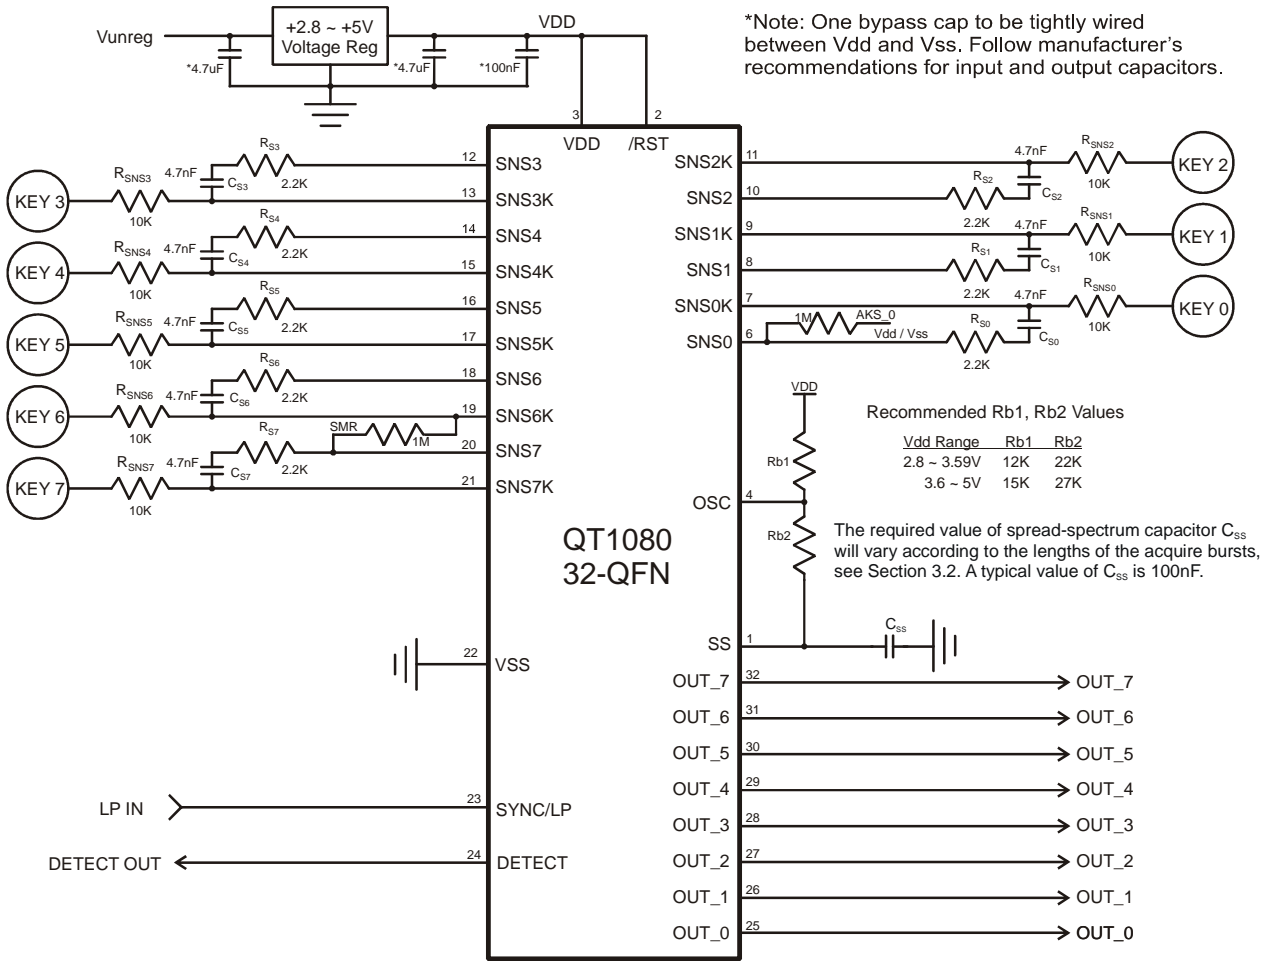 Vunreg
+2.8 ~ +5V
Voltage Reg
VDD
*4.7uF
*4.7uF
*100nF
*Note: One bypass cap to be tightly wired
between Vdd and Vss. Follow manufacturer's
recommendations for input and output capacitors.
3
2
VDD
/RST
KEY 3
RSNS3
10K
4.7nF
CS3
RS3
2.2K
12
SNS3
13
SNS3K
KEY 4
RSNS4
10K
4.7nF
CS4
RS4
2.2K
14
SNS4
15
SNS4K
KEY 5
RSNS5
10K
4.7nF
CS5
RS5
2.2K
16
SNS5
17
SNS5K
KEY 6
RSNS6
10K
4.7nF
CS6
RS6
2.2K
18
SNS6
19
SNS6K
SMR
1M
KEY 7
RSNS7
10K
4.7nF
CS7
RS7
2.2K
20
SNS7
21
SNS7K
SNS2K
11
4.7nF
RSNS2
10K
KEY 2
SNS2
10
RS2
2.2K
CS2
SNS1K
9
4.7nF
RSNS1
10K
KEY 1
SNS1
8
RS1
2.2K
CS1
SNS0K
7
4.7nF
RSNS0
10K
KEY 0
1M
AKS_0
Vdd / Vss
SNS0
6
RS0
2.2K
CS0
VDD
Rb1
OSC
4
Rb2
Recommended Rb1, Rb2 Values
Vdd Range Rb1 Rb2
2.8 ~ 3.59V 12K 22K
3.6 ~ 5V 15K 27K
The required value of spread-spectrum capacitor Css
will vary according to the lengths of the acquire bursts,
see Section 3.2. A typical value of Css is 100nF.
QT1080
32-QFN
SS
1
Css
22
VSS
OUT_7
32
OUT_7
OUT_6
31
OUT_6
OUT_5
30
OUT_5
OUT_4
29
OUT_4
OUT_3
28
OUT_3
OUT_2
27
OUT_2
OUT_1
26
OUT_1
OUT_0
25
OUT_0
LP IN
23
SYNC/LP
DETECT OUT
24
DETECT